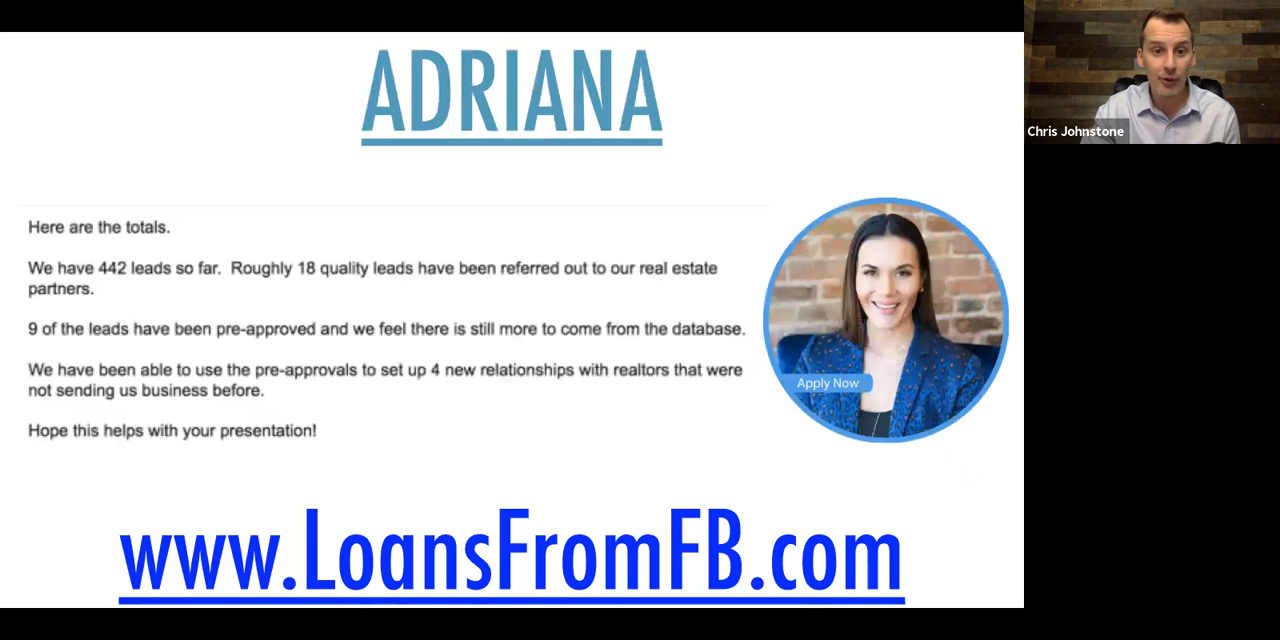 ADRIANA
Chris Johnstone
Here are the totals.
We have 442 leads so far. Roughly 18 quality leads have been referred out to our real estate
partners.
9 of the leads have been pre-approved and we feel there is still more to come from the database.
We have been able to use the pre-approvals to set up 4 new relationships with realtors that were
not sending us business before.
Hope this helps with your presentation!
Apply Now
www.LoansFromFB.com